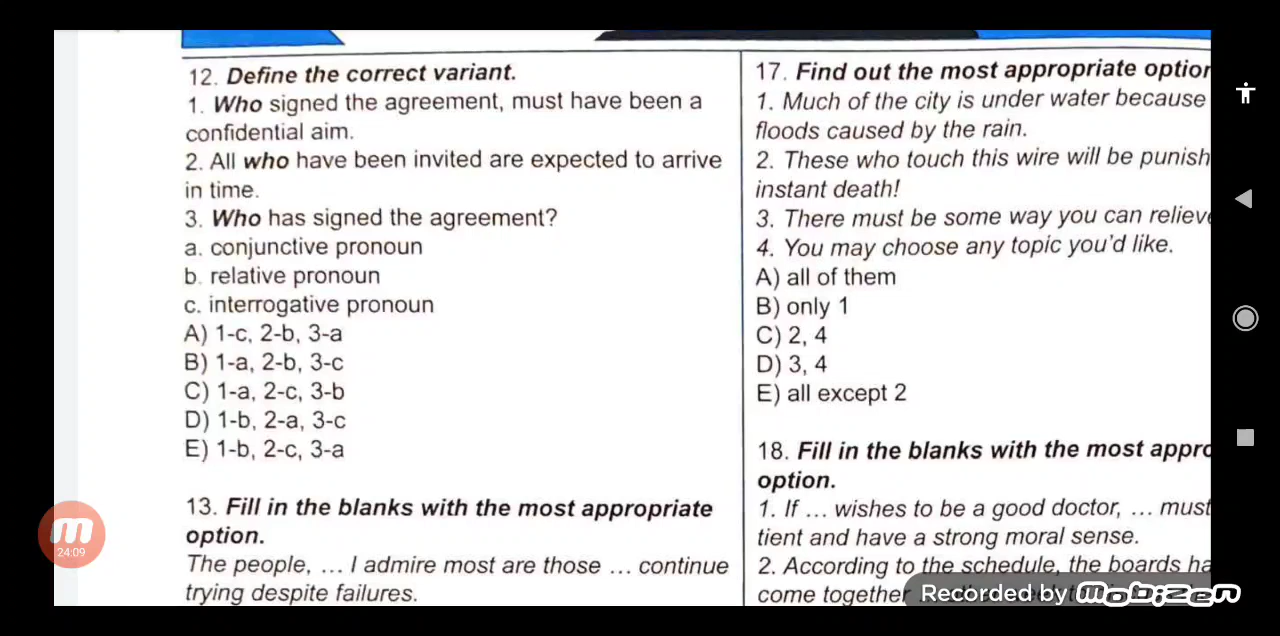 12. Define the correct variant.
1. Who signed the agreement, must have been a
confidential aim.
2. All who have been invited are expected to arrive
in time.
3. Who has signed the agreement?
a. conjunctive pronoun
b. relative pronoun
c. interrogative pronoun
A) 1-c, 2-b, 3-a
B) 1-a, 2-b, 3-c
C) 1-a, 2-c, 3-b
D) 1-b, 2-a, 3-c
E) 1-b, 2-c, 3-a
13. Fill in the blanks with the most appropriate
option.
The people, ... I admire most are those ... continue
trying despite failures.
17. Find out the most appropriate option
1. Much of the city is under water because
floods caused by the rain.
2. These who touch this wire will be punish
instant death!
3. There must be some way you can relieve
4. You may choose any topic you'd like.
A) all of them
B) only 1
C) 2, 4
D) 3, 4
E) all except 2
18. Fill in the blanks with the most appro
option.
1. If ... wishes to be a good doctor, ... must
tient and have a strong moral sense.
2. According to the schedule, the boards ha
come together
24:09
Recorded by mobizen